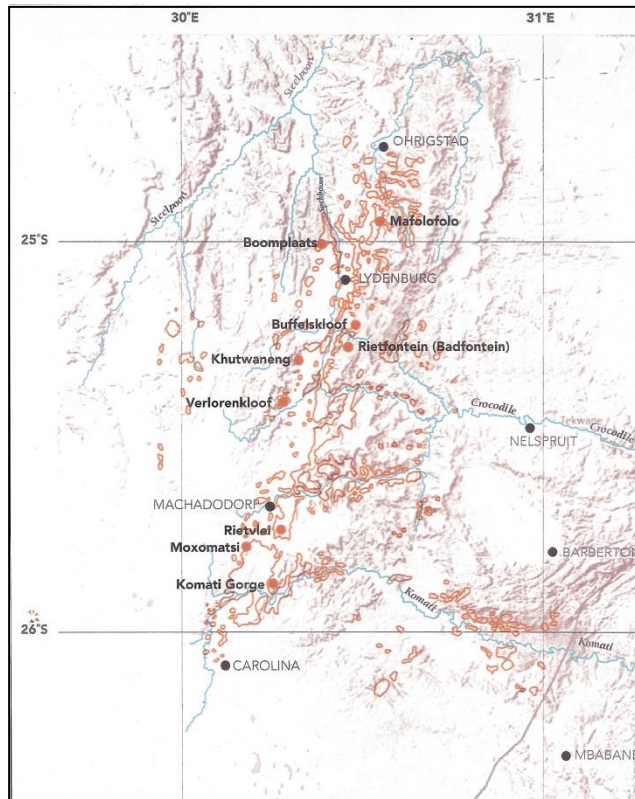 30°E
31°E
Steelpoort
OHRIGSTAD
Steelpoort
Mafolofolo
25°S
Boomplaats
LYDENBURG
Buffelskloof
Rietfontein (Badfontein)
Khutwaneng
Verlorenkloof
Crocodile
Tekwane
Crocodile
NELSPRUIT
MACHADODORP
Rietvlei
Moxomatsi
BARBERTON
Komati Gorge
Komati
26°S
Komati
CAROLINA
MBABANE